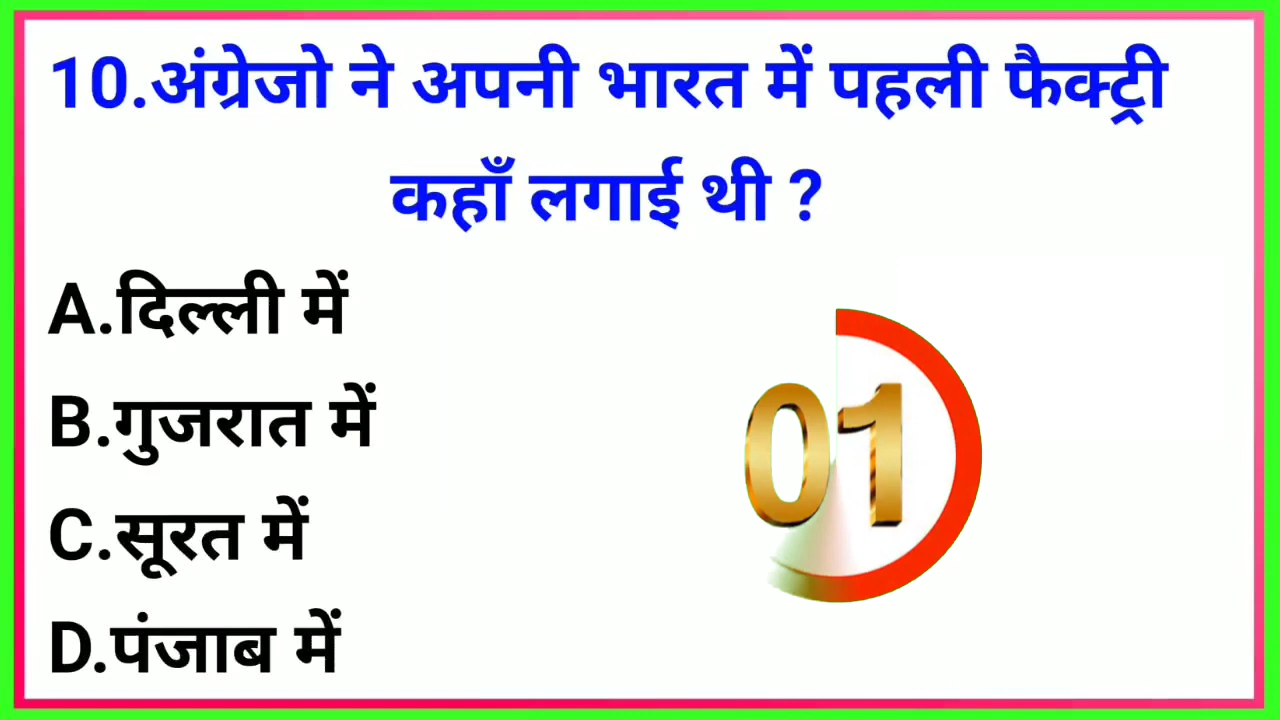 10.अंग्रेजो ने अपनी भारत में पहली फैक्ट्री
कहाँ लगाई थी ?
A.दिल्ली में
B.गुजरात में
C.सूरत में
D.पंजाब में
01